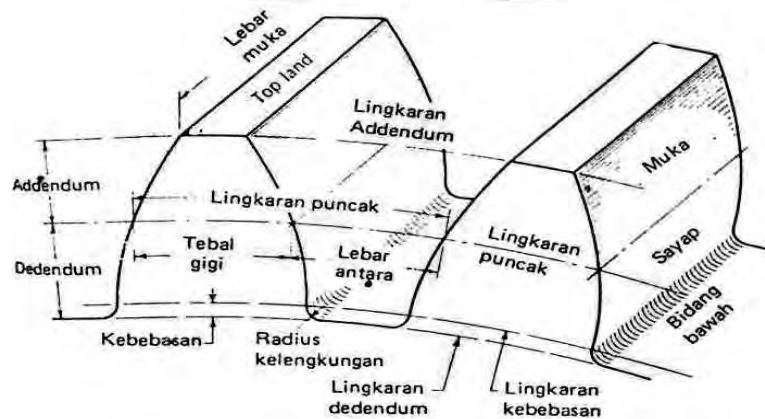 Lebar
muka
Top land
Lingkaran
Addendum
Muka
Addendum
Lingkaran puncak
Dedendum
Tebal
gigi
Lebar
antara
Lingkaran
puncak
Sayap
Bidang
bawah
Kebebasan
Radius
kelengkungan
Lingkaran
dedendum
Lingkaran
kebebasan